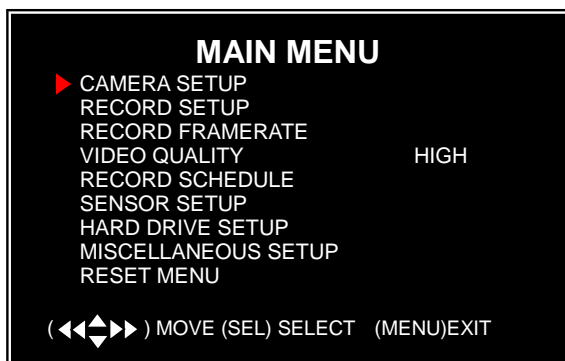 MAIN MENU
CAMERA SETUP
RECORD SETUP
RECORD FRAMERATE
VIDEO QUALITY HIGH
RECORD SCHEDULE
SENSOR SETUP
HARD DRIVE SETUP
MISCELLANEOUS SETUP
RESET MENU
( ) MOVE (SEL) SELECT (MENU)EXIT